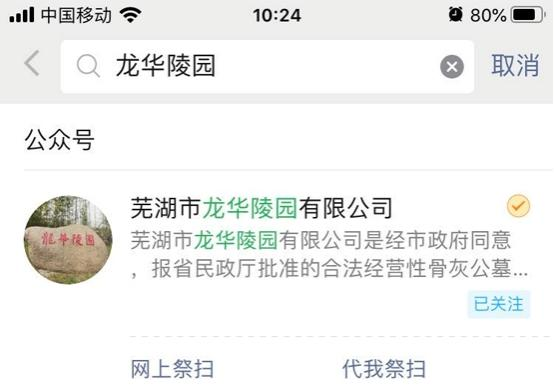 中国移动 10:24 80%
龙华陵园 取消
公众号
芜湖市龙华陵园有限公司
芜湖市龙华陵园有限公司是经市政府同意
，报省民政厅批准的合法经营性骨灰公墓...
已关注
龍华陵園
网上祭扫 代我祭扫